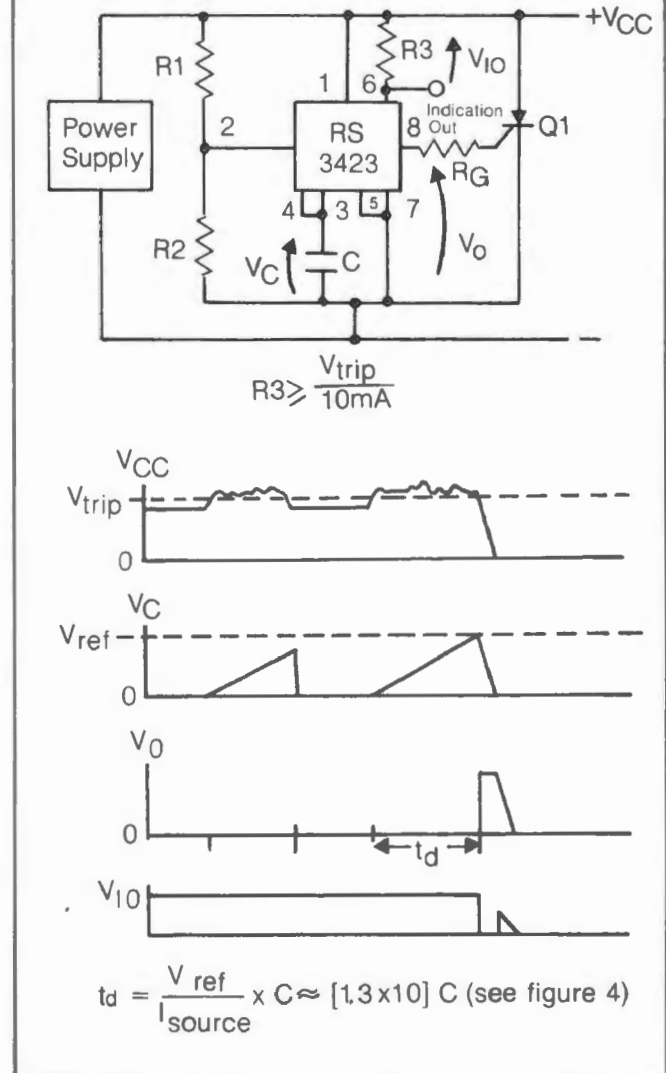 +VCC
R1
R3
VIO
1
6
Indication
Out
Power
Supply
2
RS
3423
8
Q1
RG
4
3
5
7
R2
VC
C
VO
R3⩾ Vtrip
10mA
VCC
Vtrip
0
VC
Vref
0
VO
0
td
V10
td = V ref / Isource x C ≈ [1,3x10] C (see figure 4)